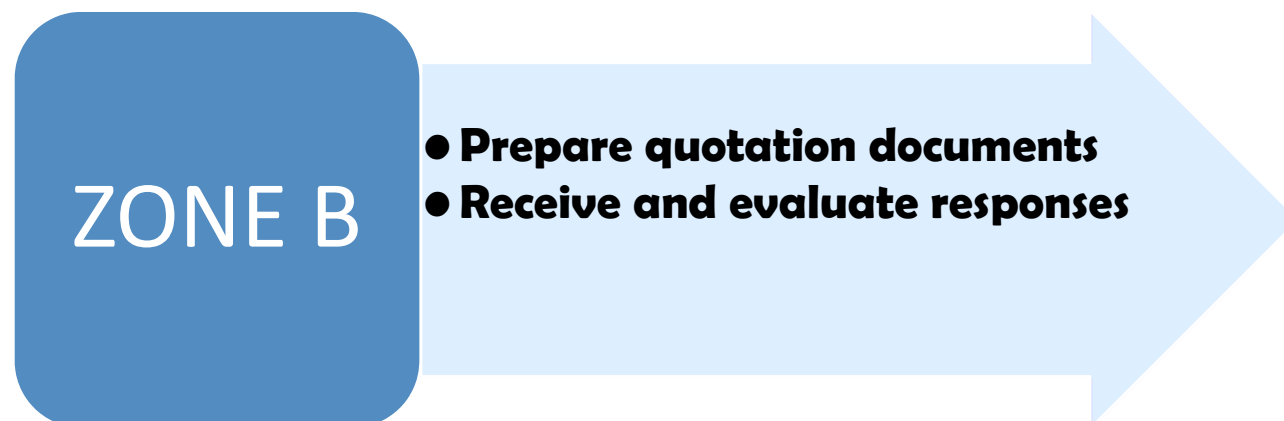 ZONE B
• Prepare quotation documents
• Receive and evaluate responses